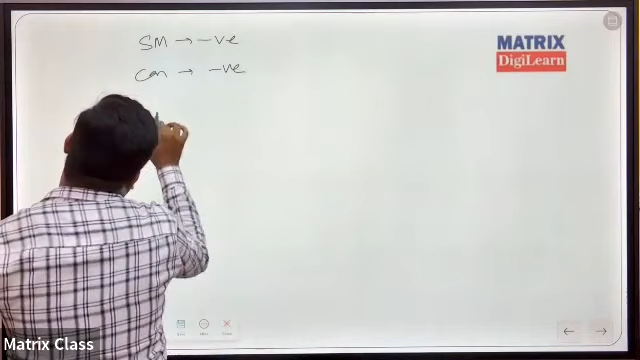 SM → -ve
Con → -ve
MATRIX
DigiLearn
Matrix Class